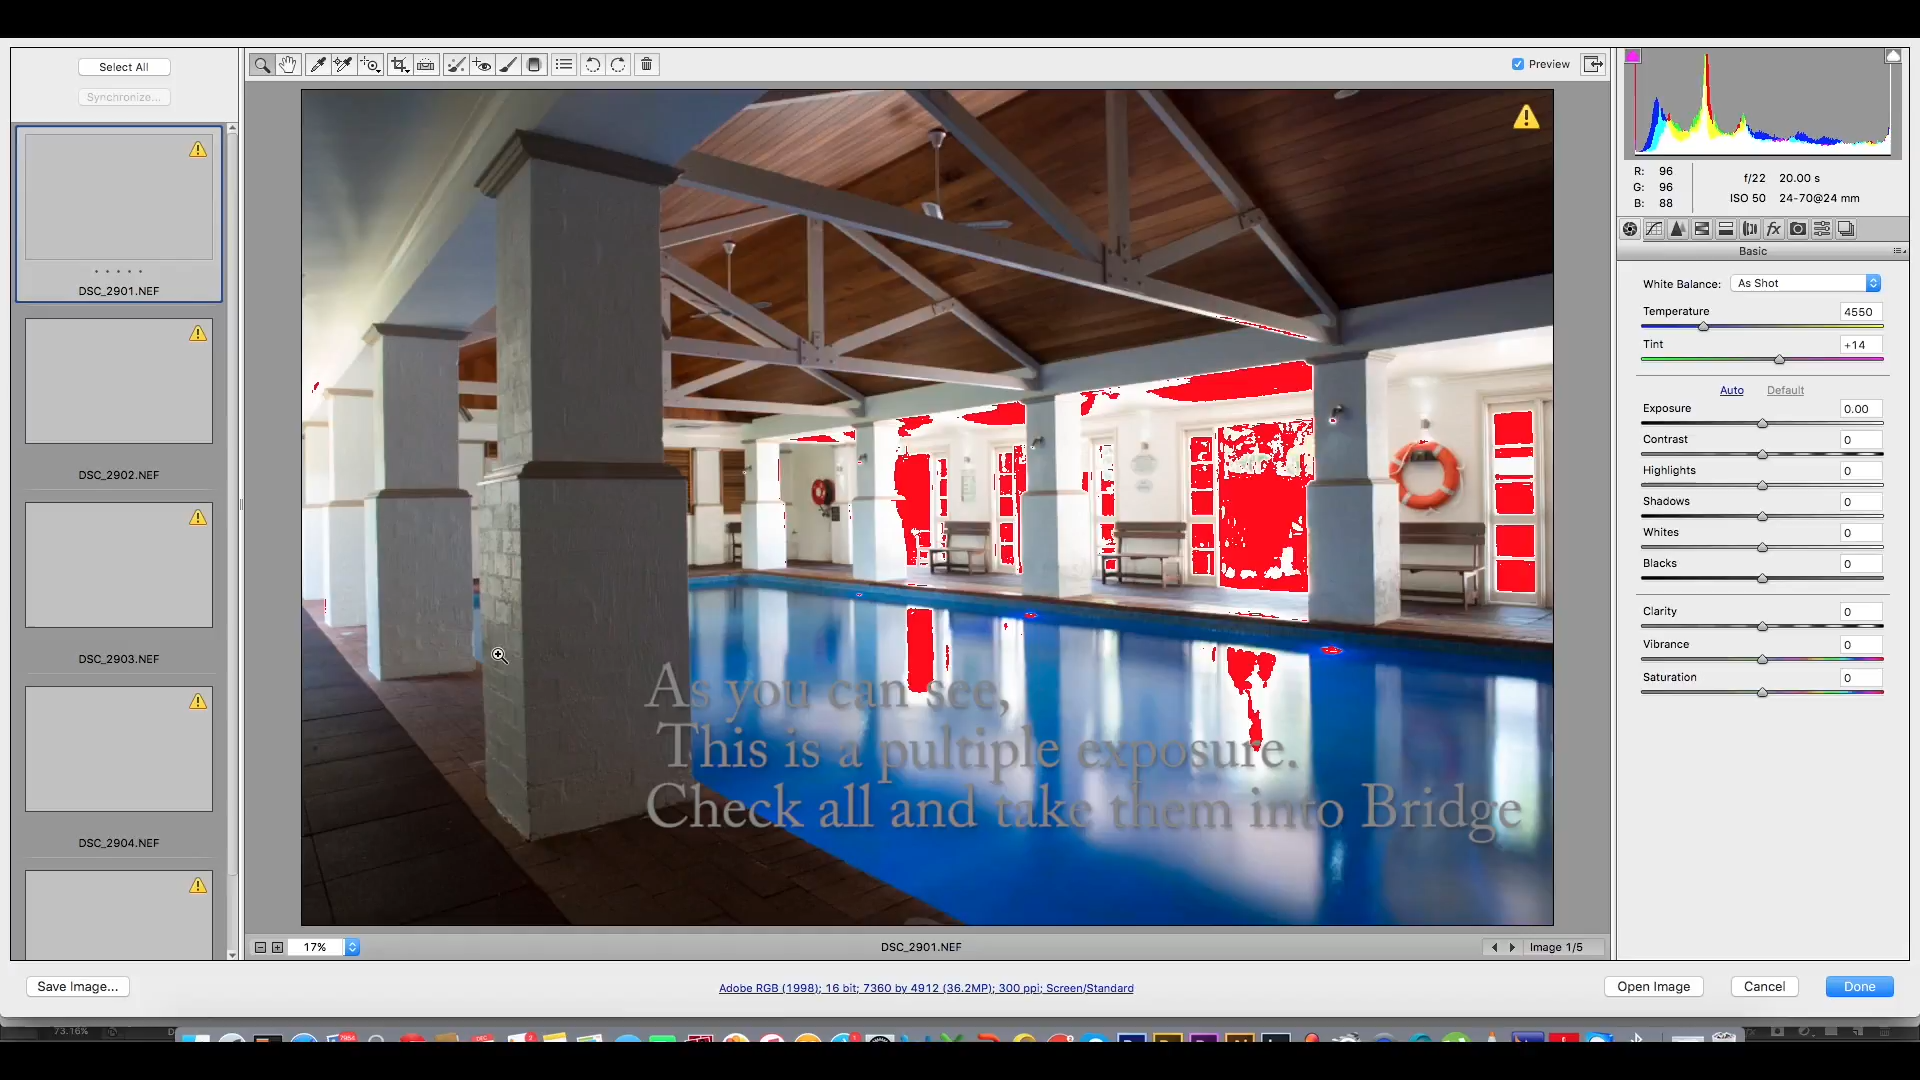 Select All
Synchronize...
Preview
DSC_2901.NEF
DSC_2902.NEF
DSC_2903.NEF
DSC_2904.NEF
As you can see,
This is a pultiple exposure.
Check all and take them into Bridge
R: 96
G: 96
B: 88
f/22 20.00 s
ISO 50 24-70@24 mm
Basic
White Balance: As Shot
Temperature 4550
Tint +14
Auto Default
Exposure 0.00
Contrast 0
Highlights 0
Shadows 0
Whites 0
Blacks 0
Clarity 0
Vibrance 0
Saturation 0
17%
DSC_2901.NEF
Image 1/5
Save Image...
Adobe RGB (1998); 16 bit; 7360 by 4912 (36.2MP); 300 ppi; Screen/Standard
Open Image
Cancel
Done
73.16%